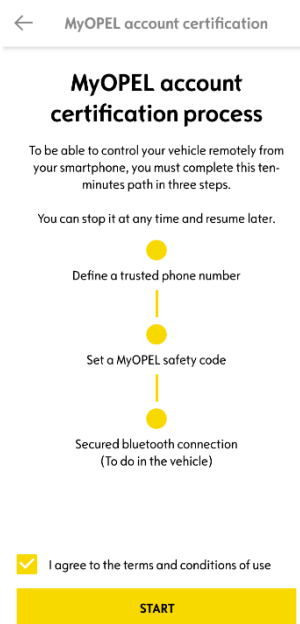 MyOPEL account certification
MyOPEL account
certification process
To be able to control your vehicle remotely from
your smartphone, you must complete this ten-
minutes path in three steps.
You can stop it at any time and resume later.
Define a trusted phone number
Set a MyOPEL safety code
Secured bluetooth connection
(To do in the vehicle)
I agree to the terms and conditions of use
START